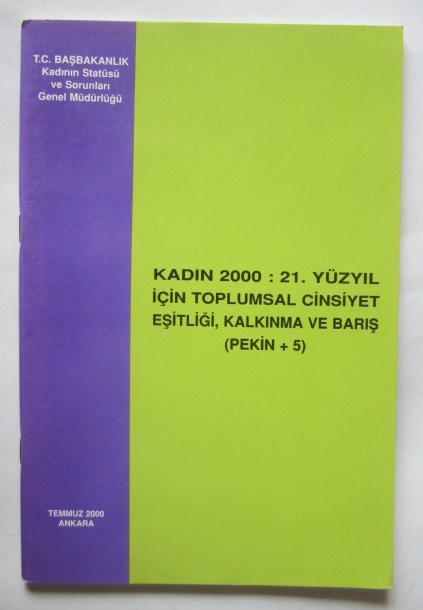 T.C. BAŞBAKANLIK
Kadının Statüsü
ve Sorunları
Genel Müdürlüğü
KADIN 2000 : 21. YÜZYIL
İÇİN TOPLUMSAL CİNSİYET
EŞİTLİĞİ, KALKINMA VE BARIŞ
(PEKİN + 5)
TEMMUZ 2000
ANKARA